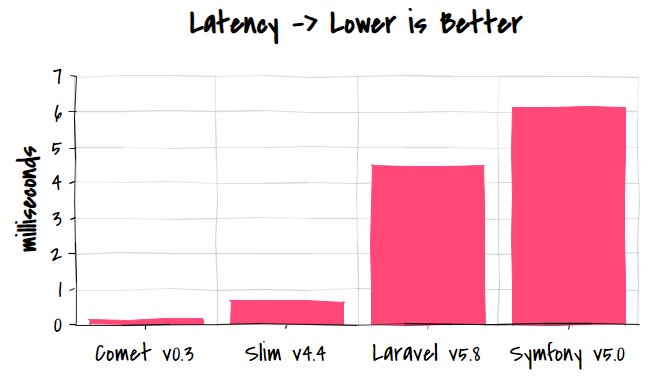 Latency -> Lower is Better
milliseconds
7
6
5
4
3
2
1
0
Comet v0.3 Slim v4.4 Laravel v5.8 Symfony v5.0